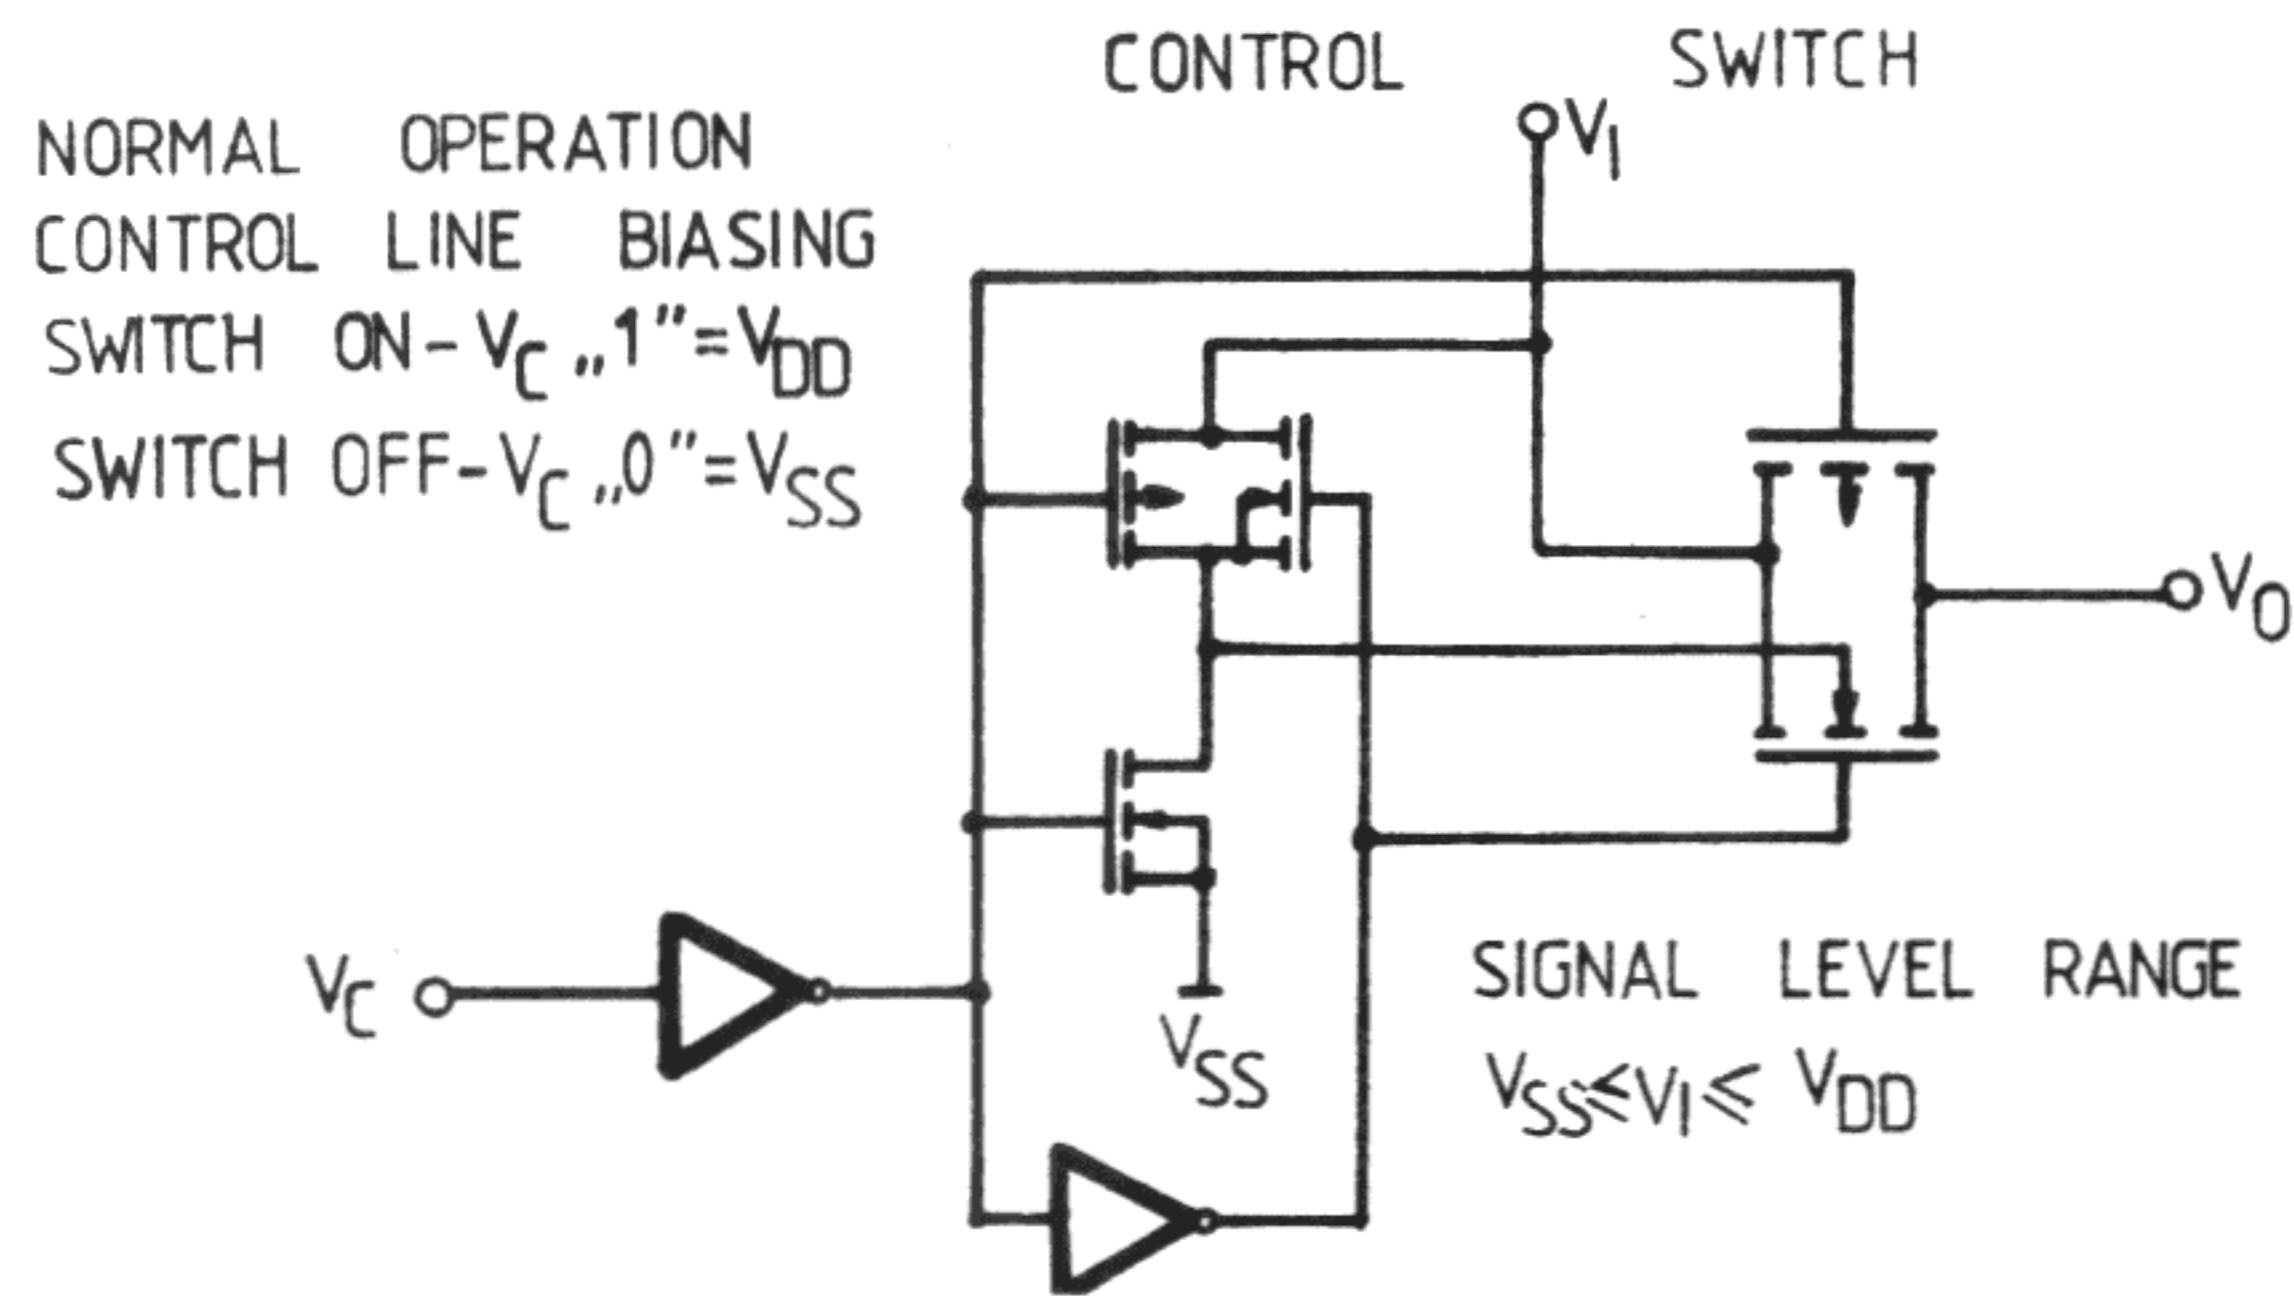 CONTROL SWITCH
NORMAL OPERATION
CONTROL LINE BIASING
SWITCH ON-VC „1”=VDD
SWITCH OFF-VC „0”=VSS
VI
VO
VC
VSS
SIGNAL LEVEL RANGE
VSS≤VI≤ VDD